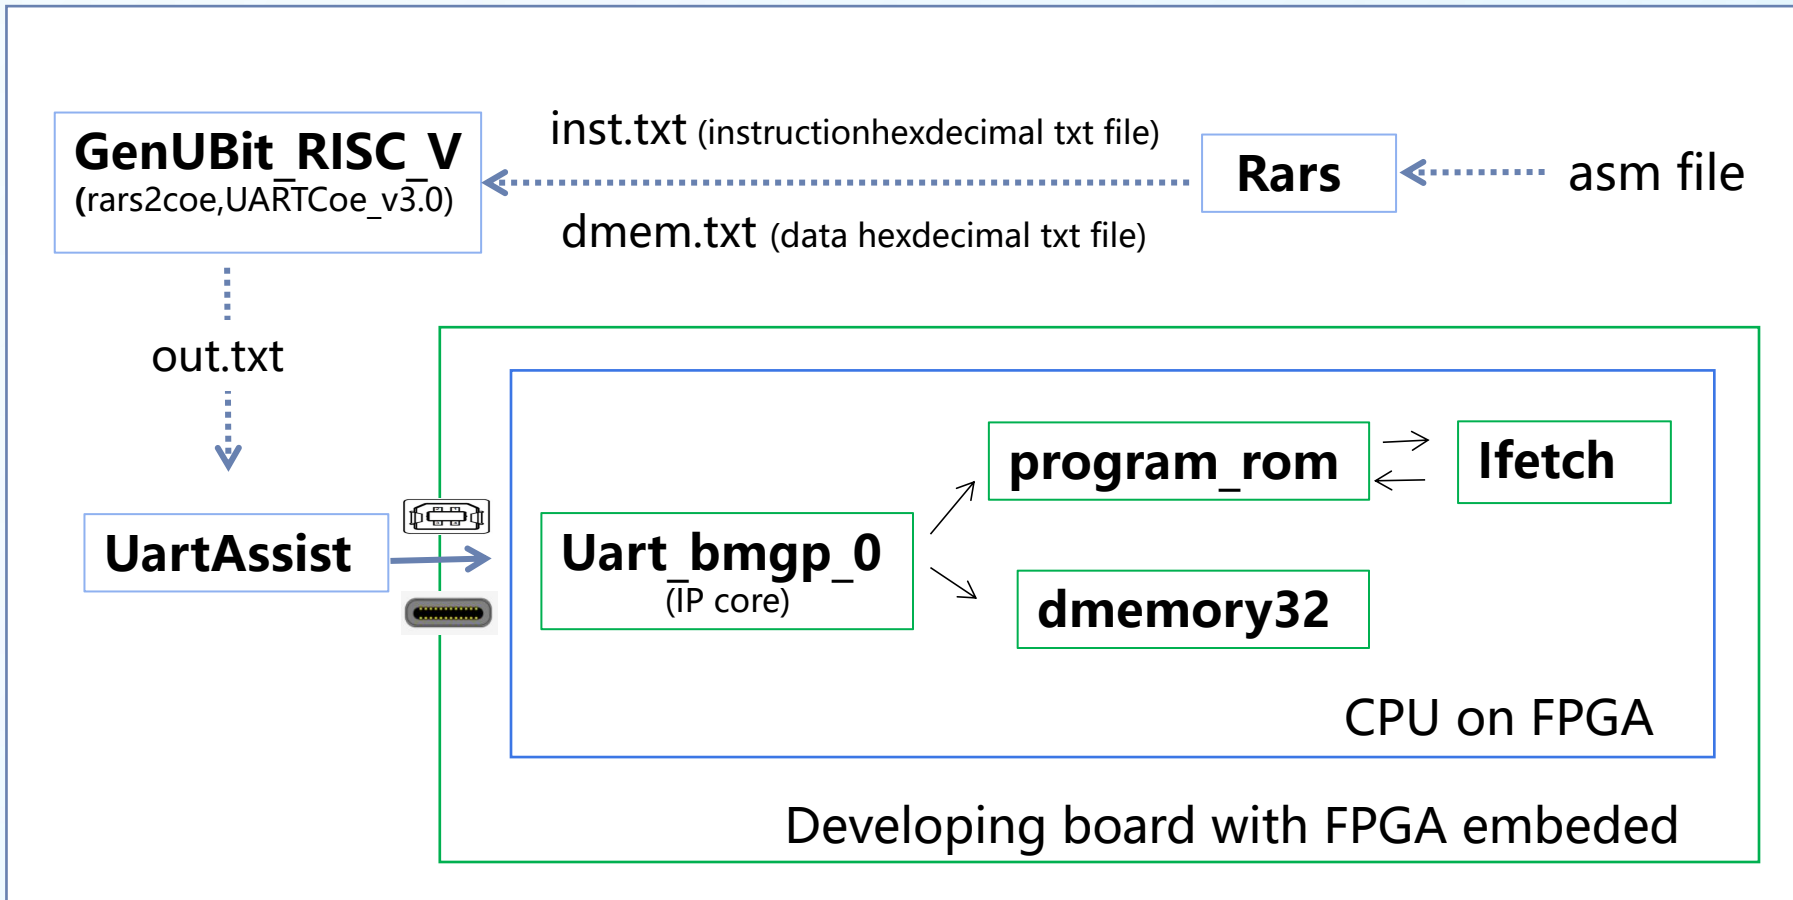 GenUBit_RISC_V
(rars2coe,UARTCoe_v3.0)
inst.txt (instructionhexdecimal txt file)
dmem.txt (data hexdecimal txt file)
Rars
asm file
out.txt
UartAssist
Uart_bmgp_0
(IP core)
program_rom
Ifetch
dmemory32
CPU on FPGA
Developing board with FPGA embeded